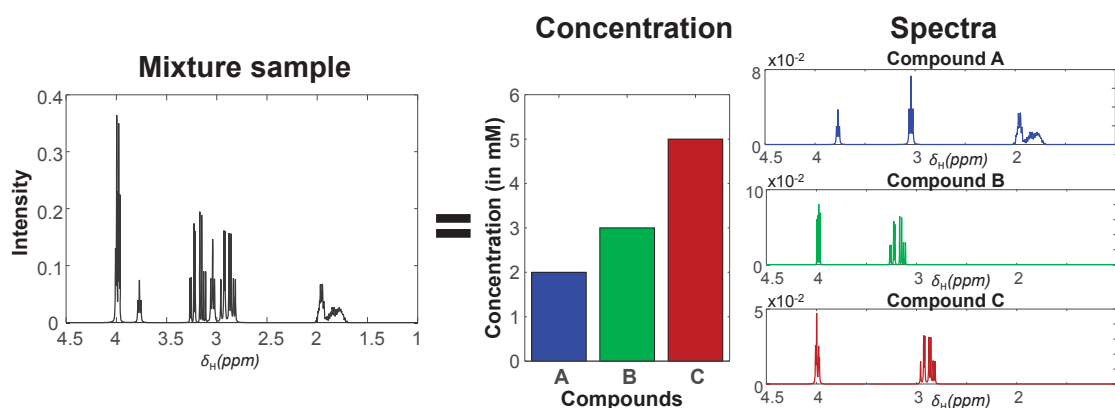 Mixture sample
Intensity
0.4
0.3
0.2
0.1
0
4.5 4 3.5 3 2.5 2 1.5 1
δH(ppm)
=
Concentration
Concentration (in mM)
6
5
4
3
2
1
0
A B C
Compounds
Spectra
x10-2
Compound A
8
0
4.5 4 3 2
δH(ppm)
x10-2
Compound B
10
0
4.5 4 3 2
δH(ppm)
x10-2
Compound C
5
0
4.5 4 3 2
δH(ppm)